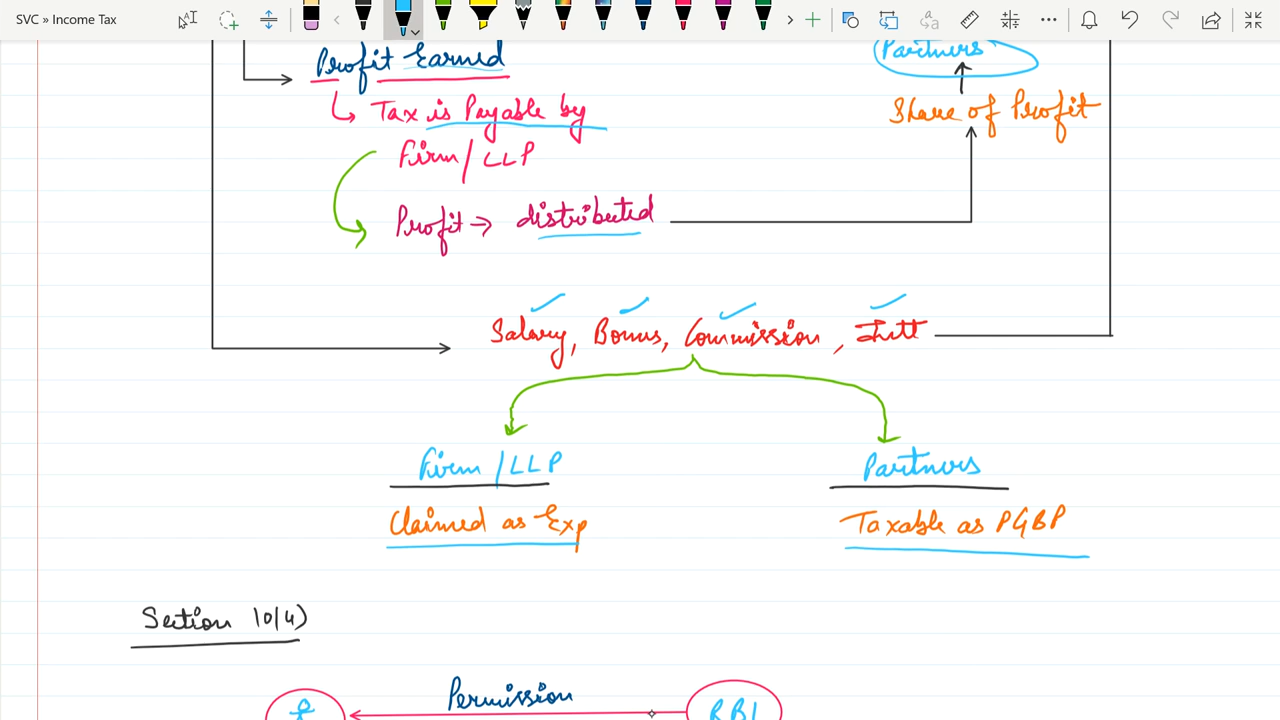 SVC » Income Tax
Profit Earned
Partners
Tax is Payable by
Share of Profit
Firm/ LLP
Profit → distributed
Salary, Bonus, Commission, Intt
Firm /LLP
Partners
Claimed as Exp
Taxable as PGBP
Section 10(4)
Permission
RBI